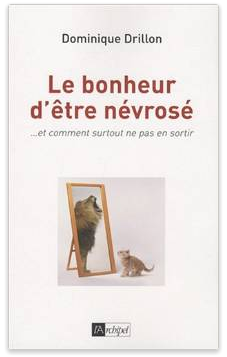 Dominique Drillon
Le bonheur
d'être névrosé
...et comment surtout ne pas en sortir
l'Archipel